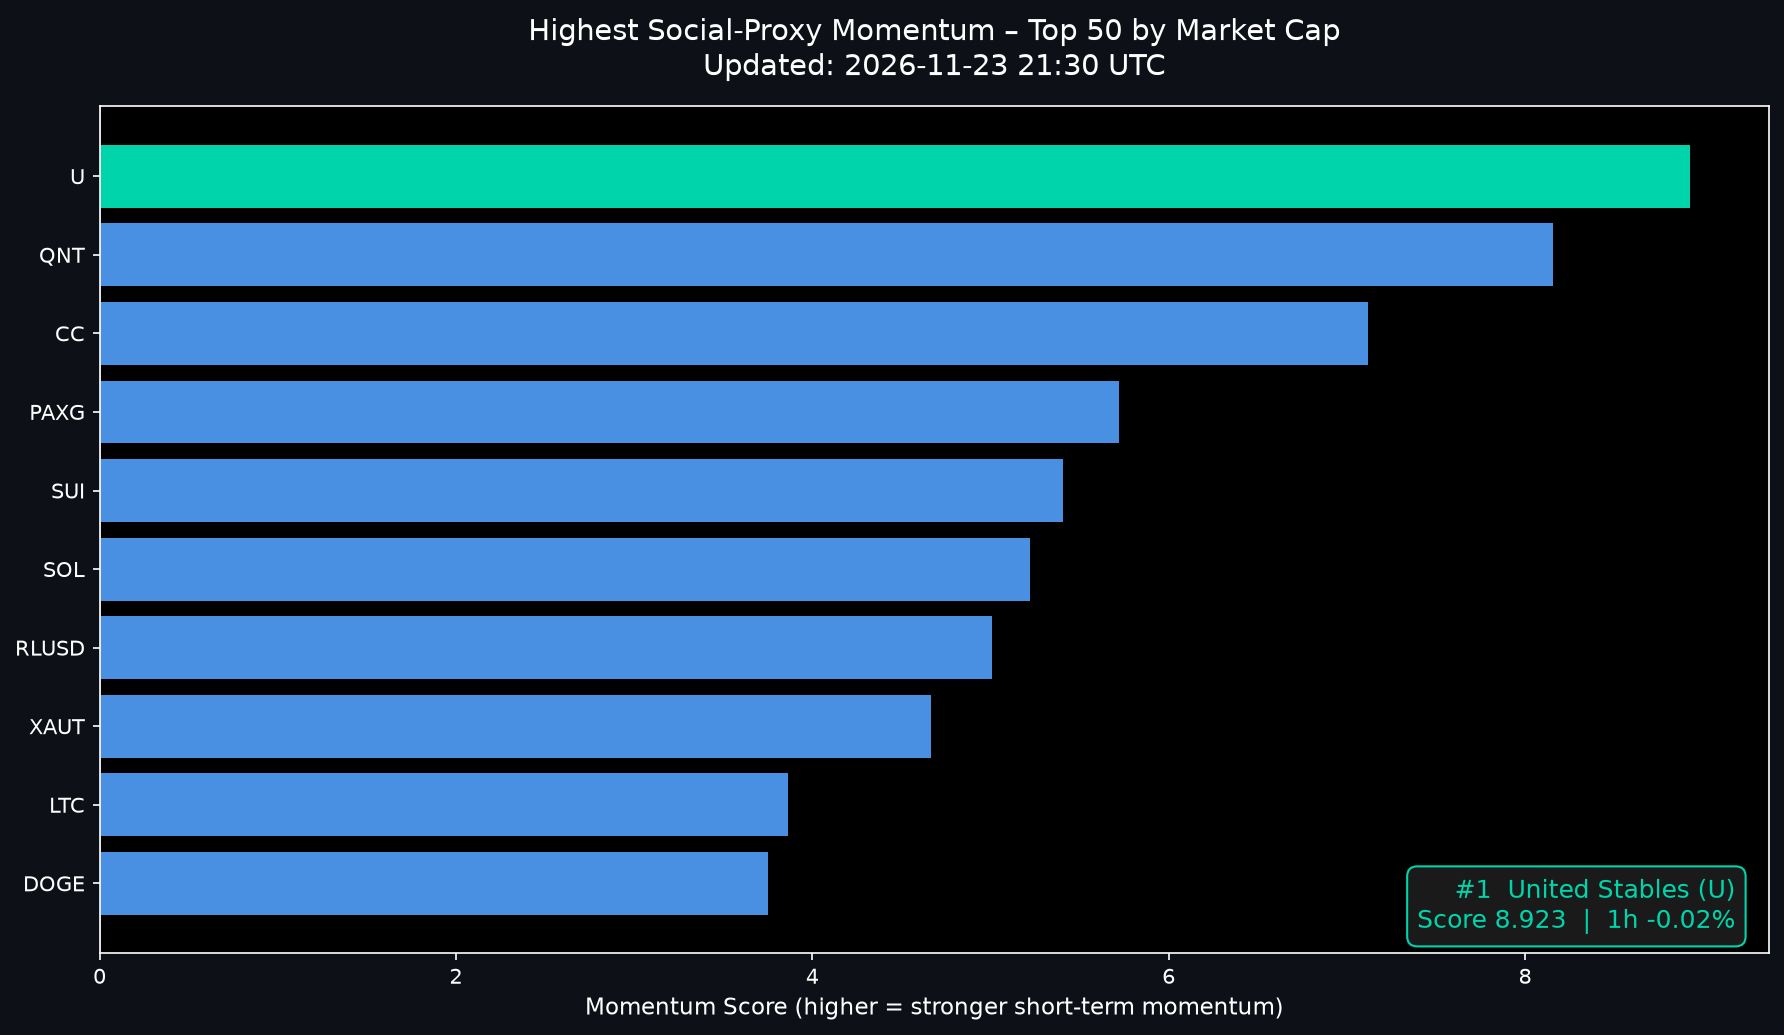 Highest Social-Proxy Momentum – Top 50 by Market Cap
Updated: 2026-11-23 21:30 UTC
U
QNT
CC
PAXG
SUI
SOL
RLUSD
XAUT
LTC
DOGE
#1 United Stables (U)
Score 8.923 | 1h -0.02%
0 2 4 6 8
Momentum Score (higher = stronger short-term momentum)